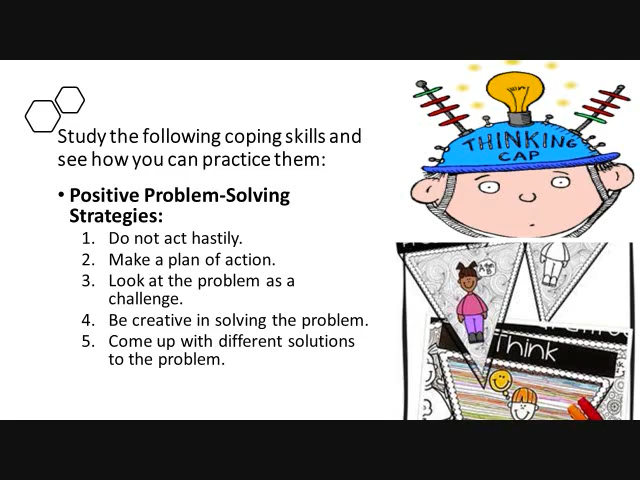 Study the following coping skills and
see how you can practice them:
• Positive Problem-Solving
Strategies:
1. Do not act hastily.
2. Make a plan of action.
3. Look at the problem as a
challenge.
4. Be creative in solving the problem.
5. Come up with different solutions
to the problem.
THINKING
CAP
Think